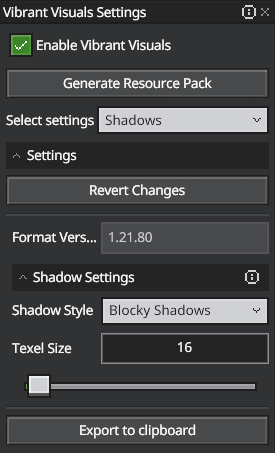 Vibrant Visuals Settings
Enable Vibrant Visuals
Generate Resource Pack
Select settings Shadows
Settings
Revert Changes
Format Vers... 1.21.80
Shadow Settings
Shadow Style Blocky Shadows
Texel Size 16
Export to clipboard